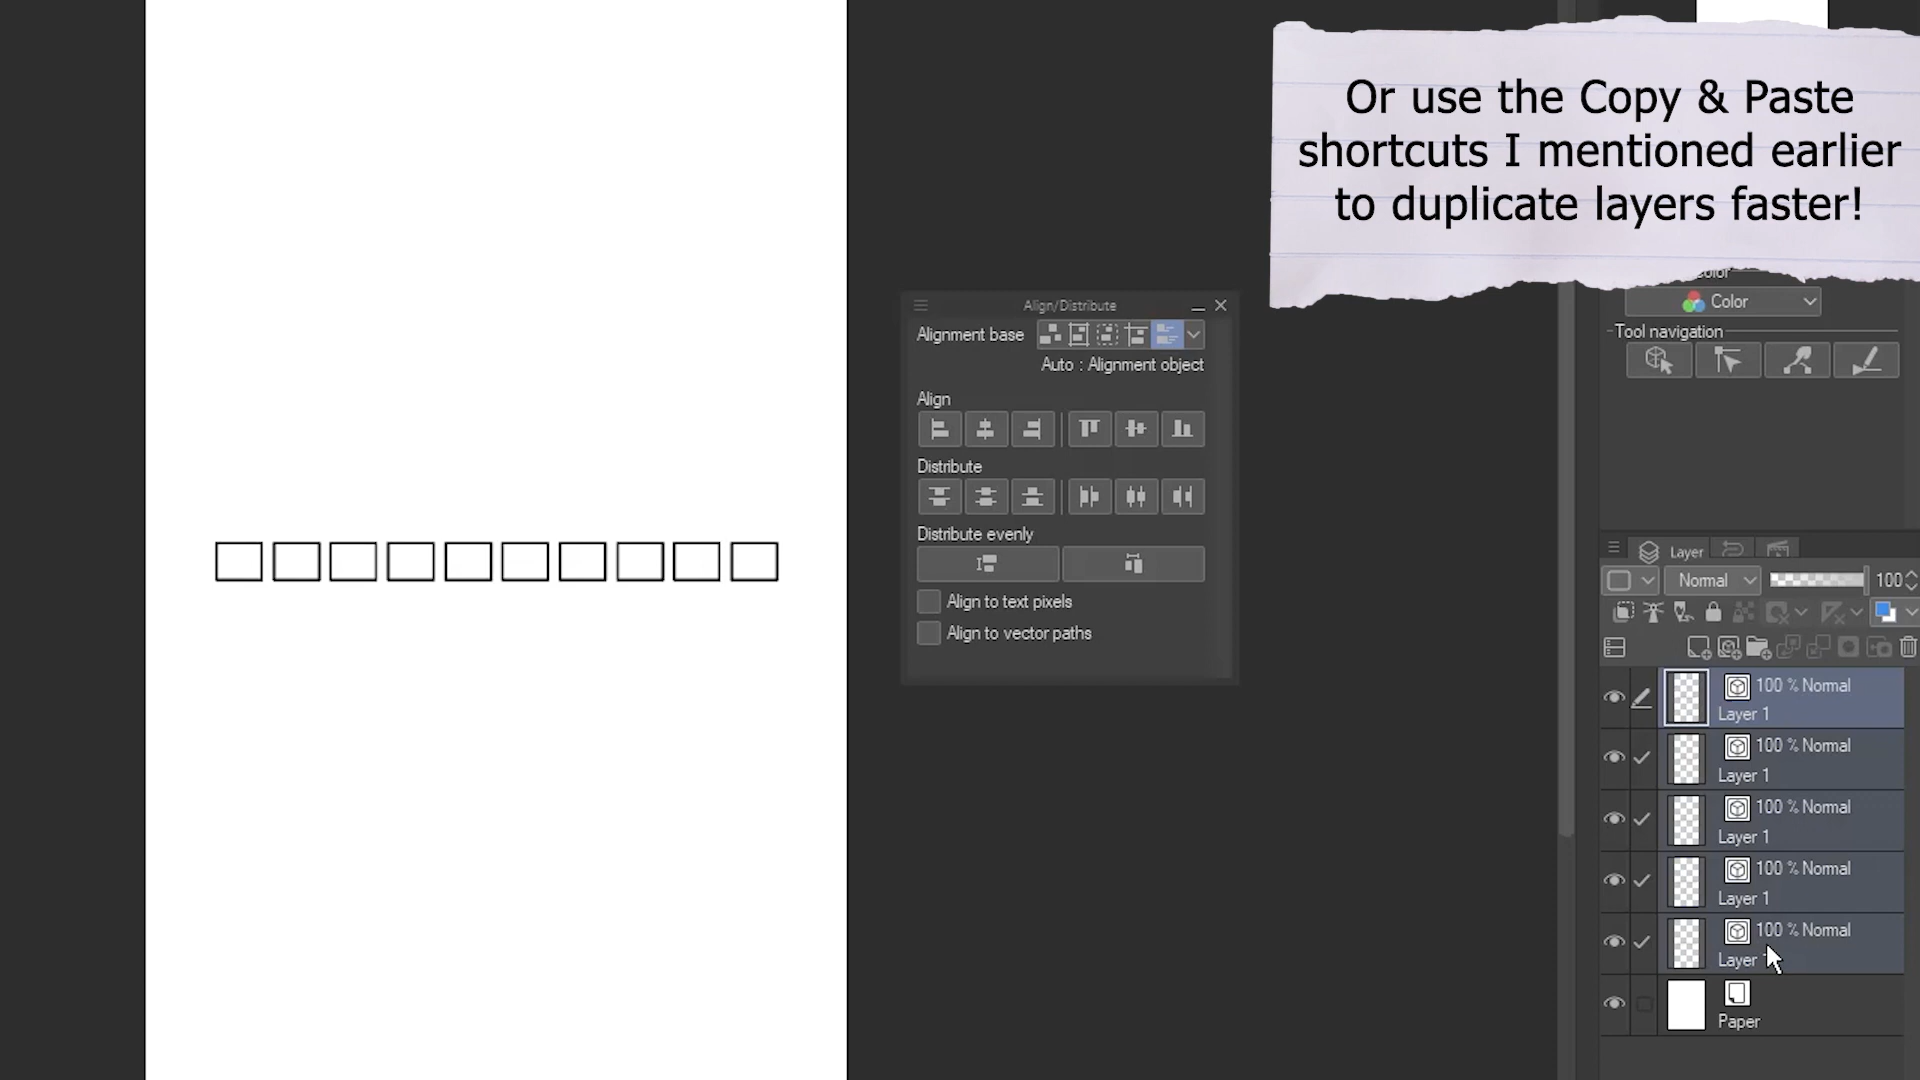 Or use the Copy & Paste
shortcuts I mentioned earlier
to duplicate layers faster!
Color
Tool navigation
Align/Distribute
Alignment base
Auto : Alignment object
Align
Distribute
Distribute evenly
Align to text pixels
Align to vector paths
Layer
Normal 100
100 % Normal
Layer 1
100 % Normal
Layer 1
100 % Normal
Layer 1
100 % Normal
Layer 1
100 % Normal
Layer
Paper